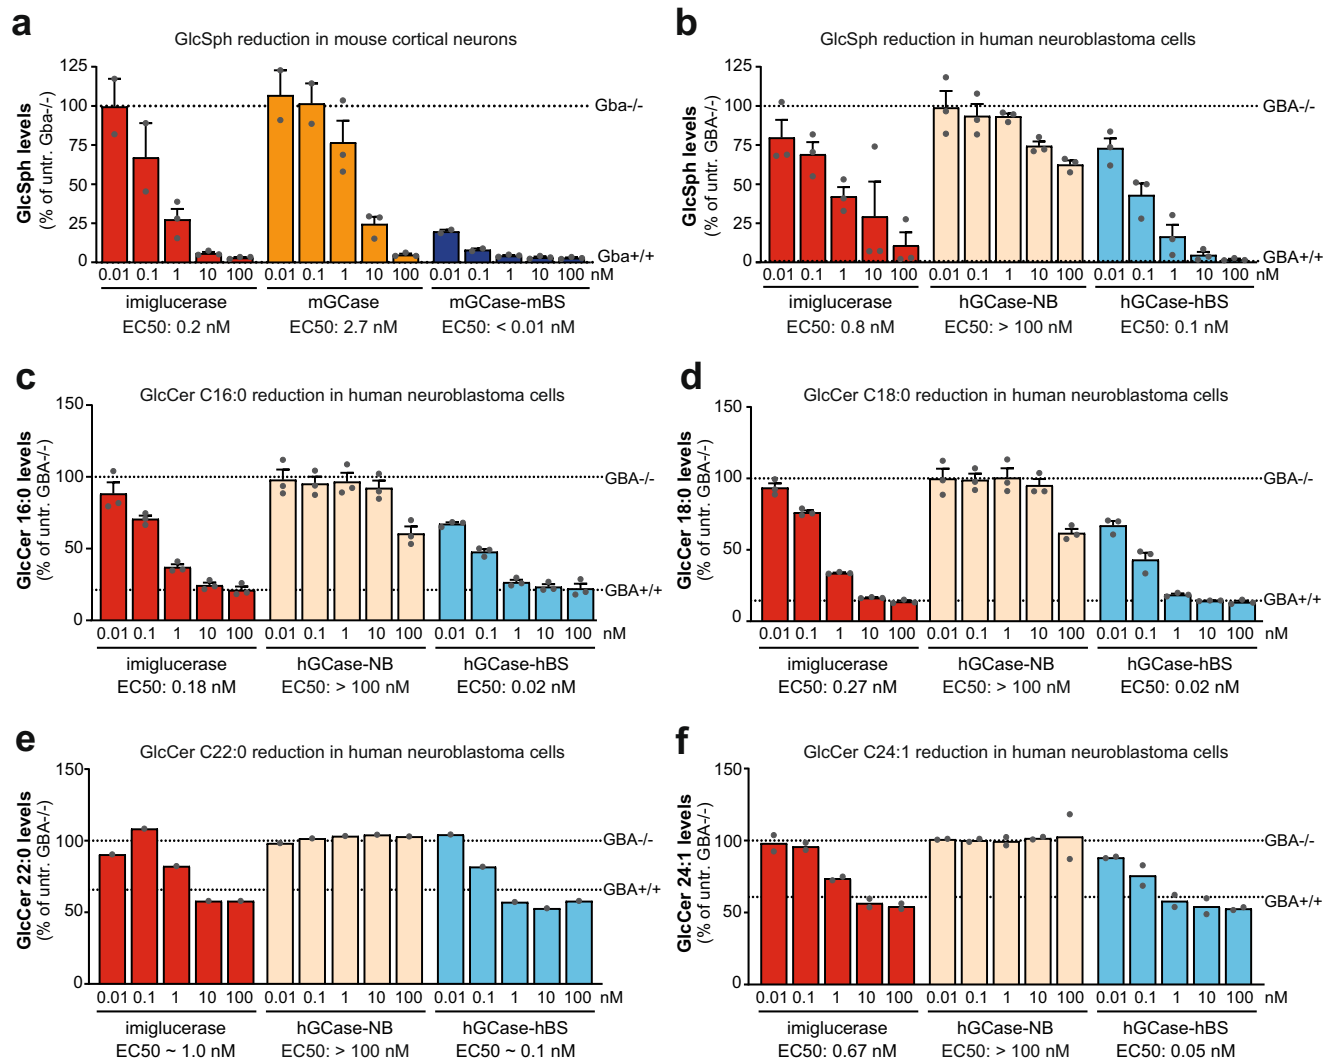 a
GlcSph reduction in mouse cortical neurons
GlcSph levels
(% of untr. Gba-/-)
125
100
75
50
25
0
Gba-/-
Gba+/+
0.01 0.1 1 10 100 0.01 0.1 1 10 100 0.01 0.1 1 10 100 nM
imiglucerase mGCase mGCase-mBS
EC50: 0.2 nM EC50: 2.7 nM EC50: < 0.01 nM
b
GlcSph reduction in human neuroblastoma cells
GlcSph levels
(% of untr. GBA-/-)
125
100
75
50
25
0
GBA-/-
GBA+/+
0.01 0.1 1 10 100 0.01 0.1 1 10 100 0.01 0.1 1 10 100 nM
imiglucerase hGCase-NB hGCase-hBS
EC50: 0.8 nM EC50: > 100 nM EC50: 0.1 nM
c
GlcCer C16:0 reduction in human neuroblastoma cells
GlcCer 16:0 levels
(% of untr. GBA-/-)
150
100
50
0
GBA-/-
GBA+/+
0.01 0.1 1 10 100 0.01 0.1 1 10 100 0.01 0.1 1 10 100 nM
imiglucerase hGCase-NB hGCase-hBS
EC50: 0.18 nM EC50: > 100 nM EC50: 0.02 nM
d
GlcCer C18:0 reduction in human neuroblastoma cells
GlcCer 18:0 levels
(% of untr. GBA-/-)
150
100
50
0
GBA-/-
GBA+/+
0.01 0.1 1 10 100 0.01 0.1 1 10 100 0.01 0.1 1 10 100 nM
imiglucerase hGCase-NB hGCase-hBS
EC50: 0.27 nM EC50: > 100 nM EC50: 0.02 nM
e
GlcCer C22:0 reduction in human neuroblastoma cells
GlcCer 22:0 levels
(% of untr. GBA-/-)
150
100
50
0
GBA-/-
GBA+/+
0.01 0.1 1 10 100 0.01 0.1 1 10 100 0.01 0.1 1 10 100 nM
imiglucerase hGCase-NB hGCase-hBS
EC50 ~ 1.0 nM EC50: > 100 nM EC50 ~ 0.1 nM
f
GlcCer C24:1 reduction in human neuroblastoma cells
GlcCer 24:1 levels
(% of untr. GBA-/-)
150
100
50
0
GBA-/-
GBA+/+
0.01 0.1 1 10 100 0.01 0.1 1 10 100 0.01 0.1 1 10 100 nM
imiglucerase hGCase-NB hGCase-hBS
EC50: 0.67 nM EC50: > 100 nM EC50: 0.05 nM